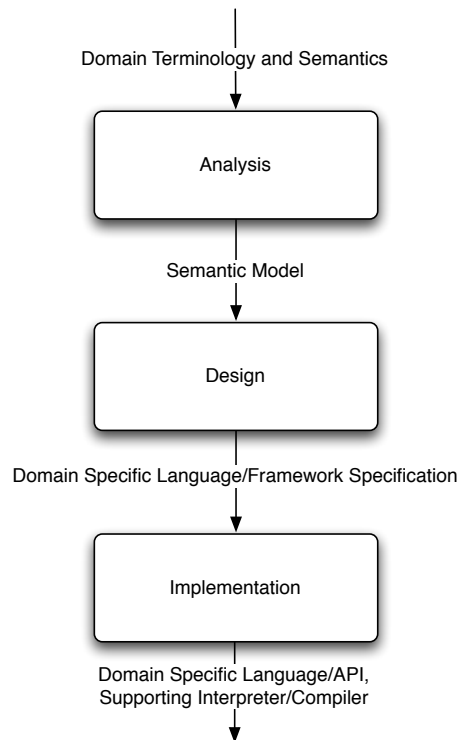 Domain Terminology and Semantics
Analysis
Semantic Model
Design
Domain Specific Language/Framework Specification
Implementation
Domain Specific Language/API,
Supporting Interpreter/Compiler